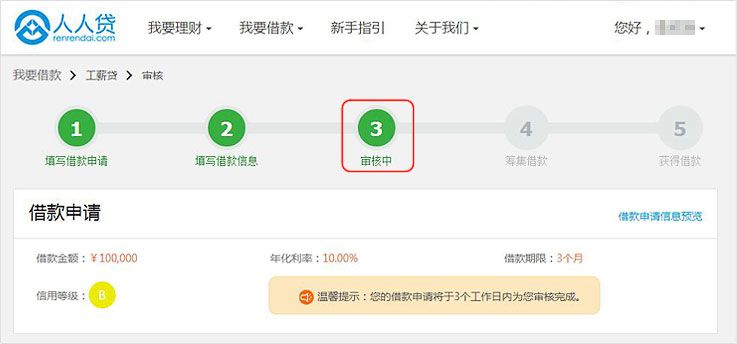 人人贷 我要理财 我要借款 新手指引 关于我们 您好，
renrendai.com
我要借款 > 工薪贷 > 审核
1 2 3 4 5
填写借款申请 填写借款信息 审核中 筹集借款 获得借款
借款申请 借款申请信息预览
借款金额：￥100,000 年化利率：10.00% 借款期限：3个月
信用等级：B 温馨提示：您的借款申请将于3个工作日内为您审核完成。